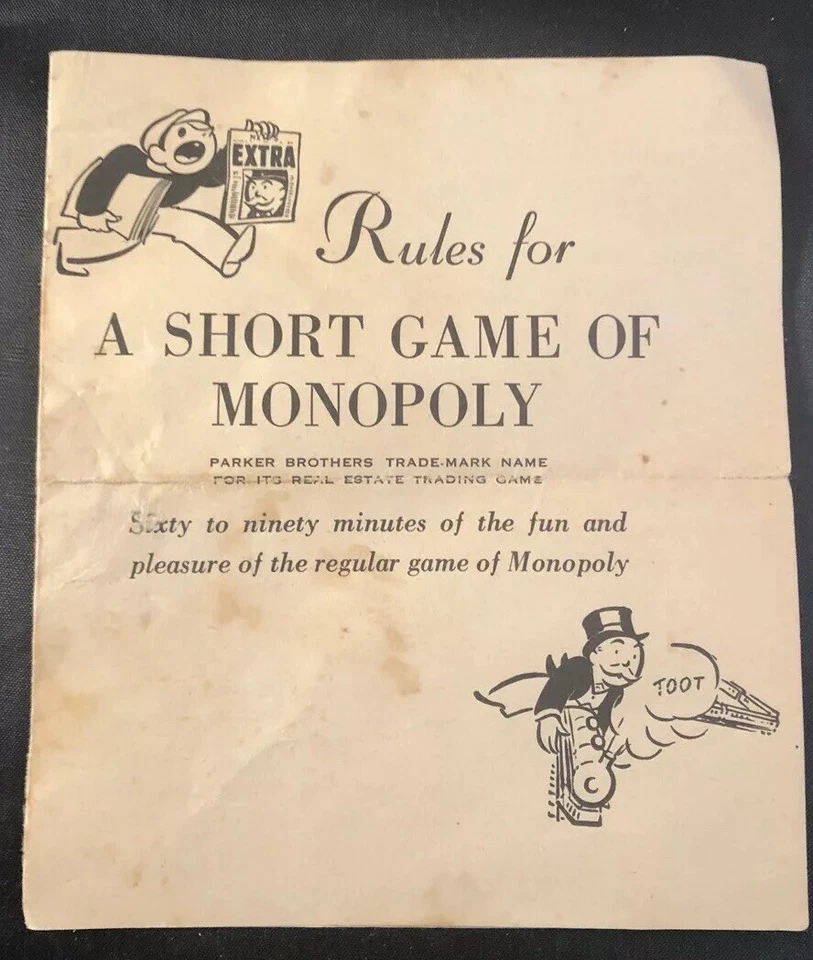 EXTRA
Rules for
A SHORT GAME OF
MONOPOLY
PARKER BROTHERS TRADE-MARK NAME
FOR ITS REAL ESTATE TRADING GAME
Sixty to ninety minutes of the fun and
pleasure of the regular game of Monopoly
TOOT